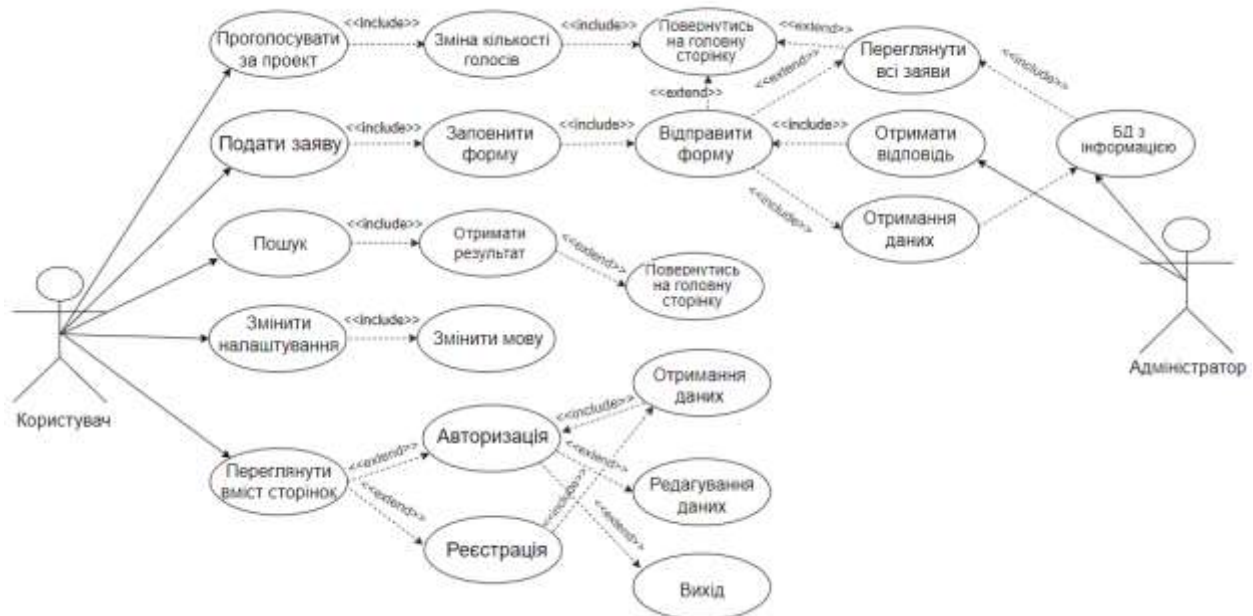 <<include>>
<<include>>
Проголосувати
за проект
Зміна кількості
голосів
Повернутись
на головну
сторінку
<<extend>>
Переглянути
всі заяви
<<extend>>
<<include>>
<<extend>>
<<include>>
Подати заяву
Заповнити
форму
<<include>>
Відправити
форму
<<include>>
Отримати
відповідь
БД з
інформацією
<<include>>
Отримання
даних
Пошук
<<include>>
Отримати
результат
<<extend>>
Повернутись
на головну
сторінку
Змінити
налаштування
<<include>>
Змінити мову
Користувач
Адміністратор
Отримання
даних
<<include>>
Авторизація
<<extend>>
Переглянути
вміст сторінок
<<extend>>
<<extend>>
<<include>>
Редагування
даних
Реєстрація
<<extend>>
Вихід